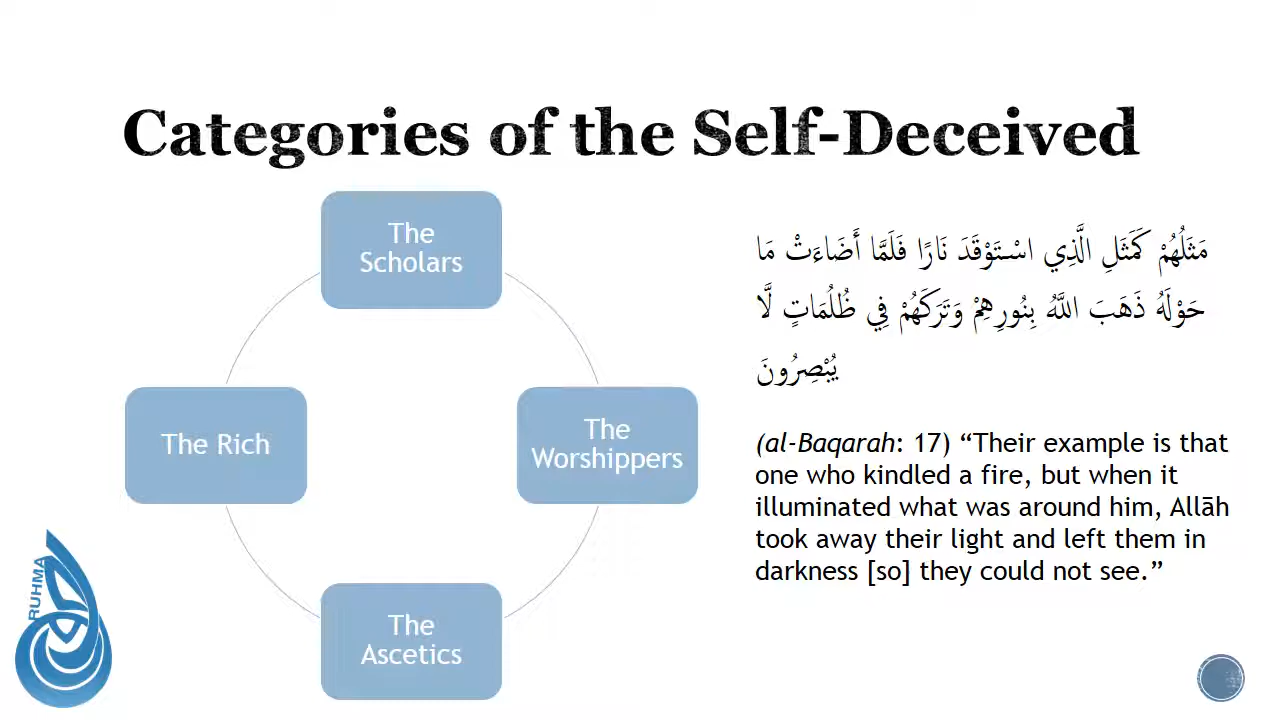 Categories of the Self-Deceived
The
Scholars
The Rich
The
Worshippers
The
Ascetics
مَثَلُهُمْ كَمَثَلِ الَّذِي اسْتَوْقَدَ نَارًا فَلَمَّا أَضَاءَتْ مَا
حَوْلَهُ ذَهَبَ اللَّهُ بِنُورِهِمْ وَتَرَكَهُمْ فِي ظُلُمَاتٍ لَّا
يُبْصِرُونَ
(al-Baqarah: 17) “Their example is that
one who kindled a fire, but when it
illuminated what was around him, Allāh
took away their light and left them in
darkness [so] they could not see.”
RUHMA